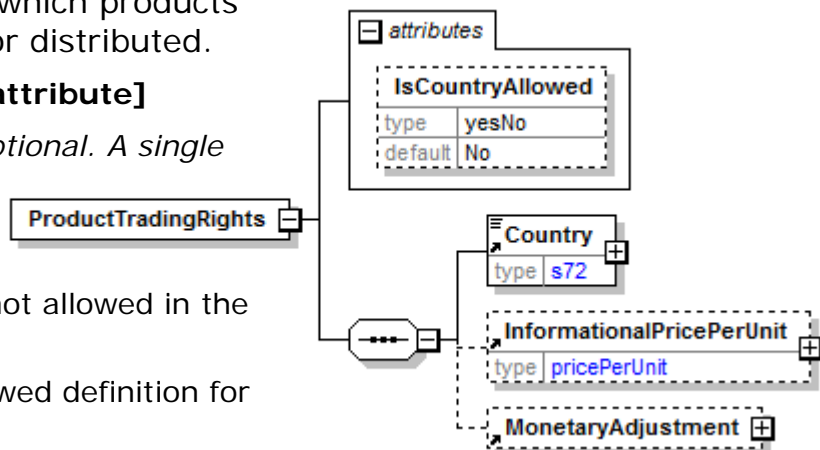 which products
or distributed.
attribute]
ptional. A single
not allowed in the
wed definition for
ProductTradingRights
attributes
IsCountryAllowed
type yesNo
default No
Country
type s72
InformationalPricePerUnit
type pricePerUnit
MonetaryAdjustment